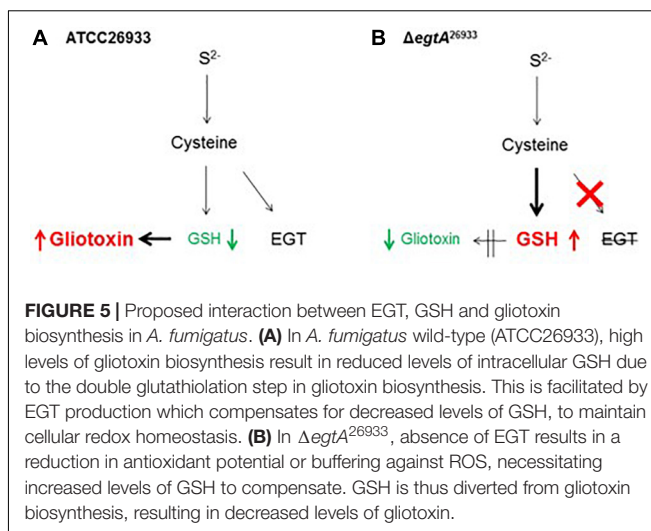 A ATCC26933
S2-
Cysteine
↑ Gliotoxin ← GSH ↓ EGT
B ΔegtA26933
S2-
Cysteine
↓ Gliotoxin GSH ↑ EGT
FIGURE 5 | Proposed interaction between EGT, GSH and gliotoxin
biosynthesis in A. fumigatus. (A) In A. fumigatus wild-type (ATCC26933), high
levels of gliotoxin biosynthesis result in reduced levels of intracellular GSH due
to the double glutathiolation step in gliotoxin biosynthesis. This is facilitated by
EGT production which compensates for decreased levels of GSH, to maintain
cellular redox homeostasis. (B) In ΔegtA26933, absence of EGT results in a
reduction in antioxidant potential or buffering against ROS, necessitating
increased levels of GSH to compensate. GSH is thus diverted from gliotoxin
biosynthesis, resulting in decreased levels of gliotoxin.